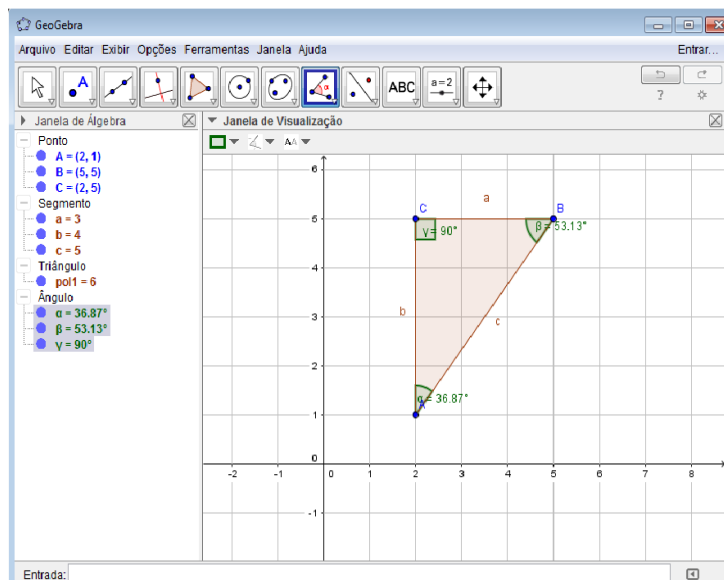 GeoGebra
Arquivo Editar Exibir Opções Ferramentas Janela Ajuda Entrar...
A α ABC a=2 ?
Janela de Álgebra
Ponto
A = (2, 1)
B = (5, 5)
C = (2, 5)
Segmento
a = 3
b = 4
c = 5
Triângulo
pol1 = 6
Ângulo
α = 36.87°
β = 53.13°
γ = 90°
Janela de Visualização
AA
6
C a B
5
γ = 90° β = 53.13°
4
3
b c
2
α = 36.87°
A
1
0
-2 -1 0 1 2 3 4 5 6 7 8
-1
Entrada: